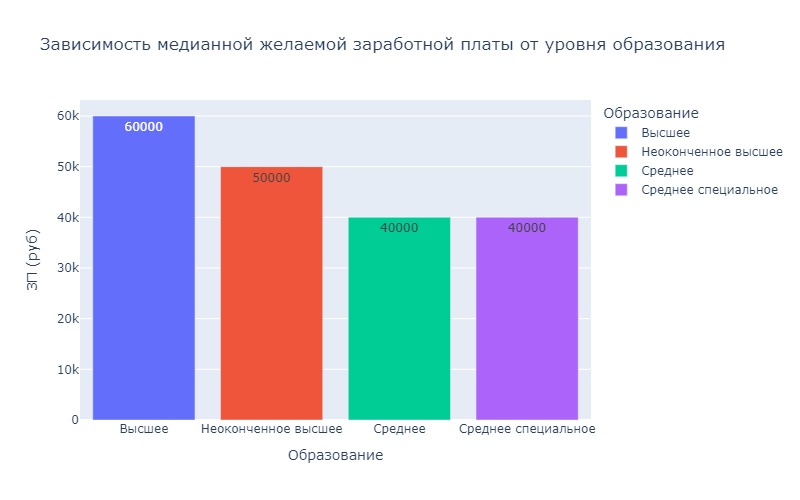 Зависимость медианной желаемой заработной платы от уровня образования
Образование
Высшее
Неоконченное высшее
Среднее
Среднее специальное
60k
50k
40k
30k
20k
10k
0
ЗП (руб)
60000
50000
40000
40000
Высшее
Неоконченное высшее
Среднее
Среднее специальное
Образование